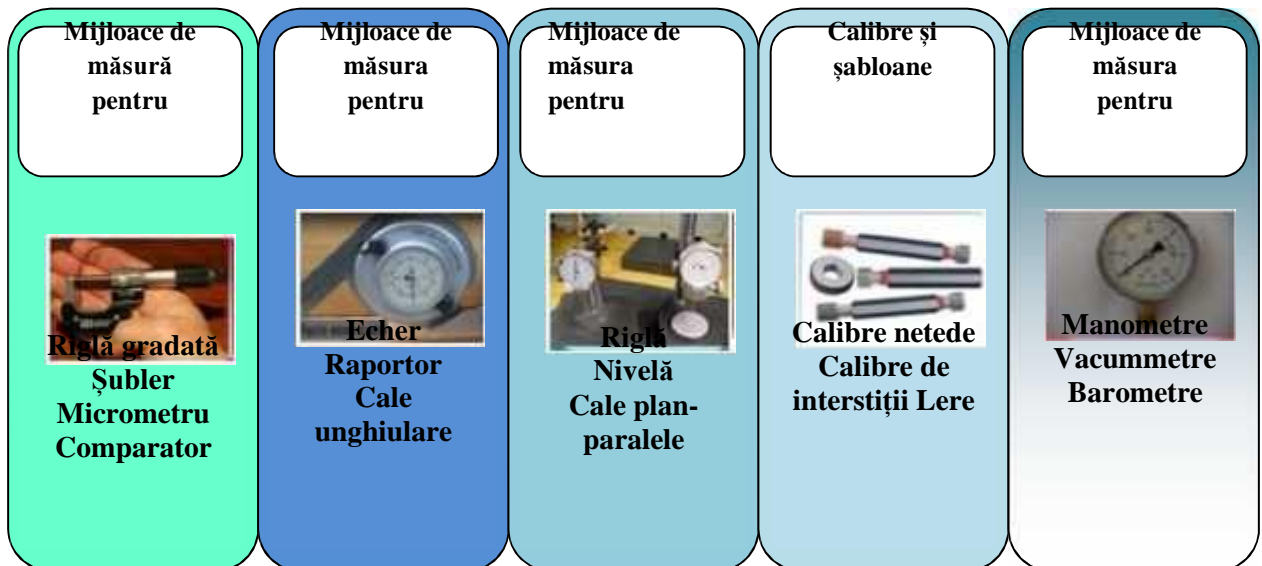 Mijloace de
măsură
pentru
Riglă gradată
Șubler
Micrometru
Comparator
Mijloace de
măsura
pentru
Echer
Raportor
Cale
unghiulare
Mijloace de
măsura
pentru
Riglă
Nivelă
Cale plan-
paralele
Calibre și
șabloane
Calibre netede
Calibre de
interstiții Lere
Mijloace de
măsura
pentru
Manometre
Vacummetre
Barometre